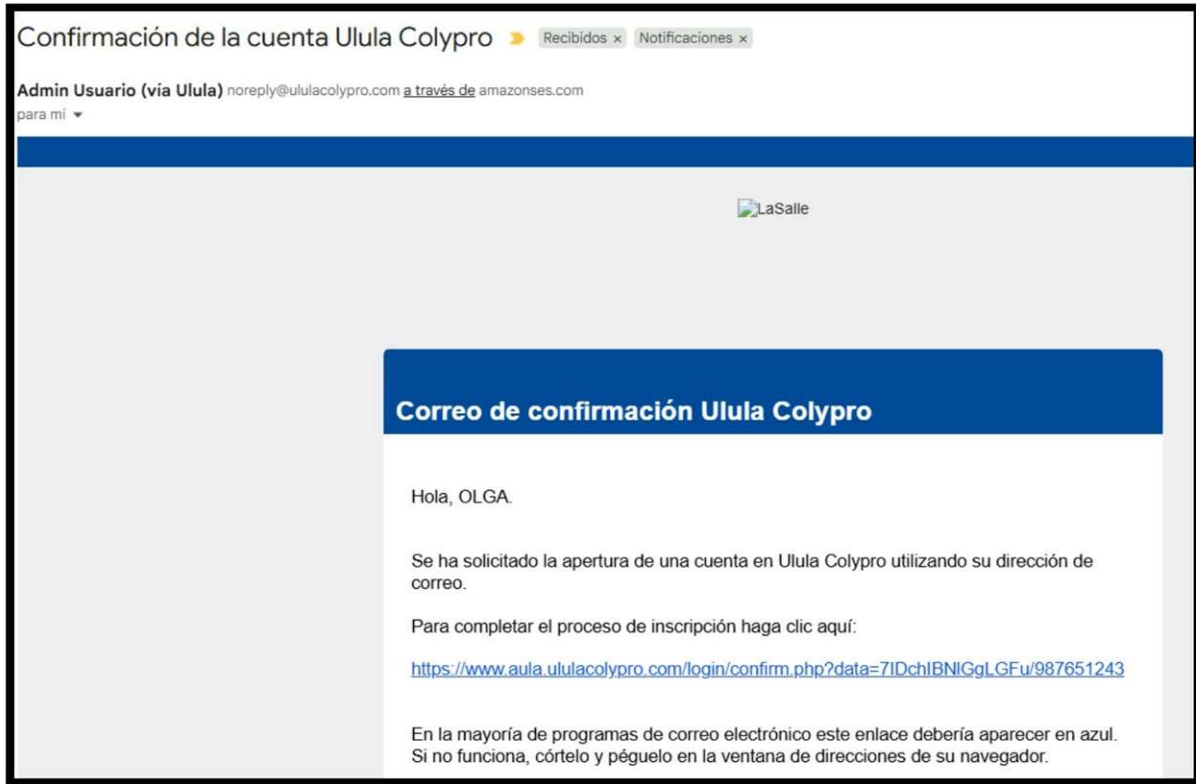 Confirmación de la cuenta Ulula Colypro Recibidos x Notificaciones x
Admin Usuario (vía Ulula) noreply@ululacolypro.com a través de amazonses.com
para mí
LaSalle
Correo de confirmación Ulula Colypro
Hola, OLGA.
Se ha solicitado la apertura de una cuenta en Ulula Colypro utilizando su dirección de
correo.
Para completar el proceso de inscripción haga clic aquí:
https://www.aula.ululacolypro.com/login/confirm.php?data=7IDchIBNlGgLGFu/987651243
En la mayoría de programas de correo electrónico este enlace debería aparecer en azul.
Si no funciona, córtelo y péguelo en la ventana de direcciones de su navegador.